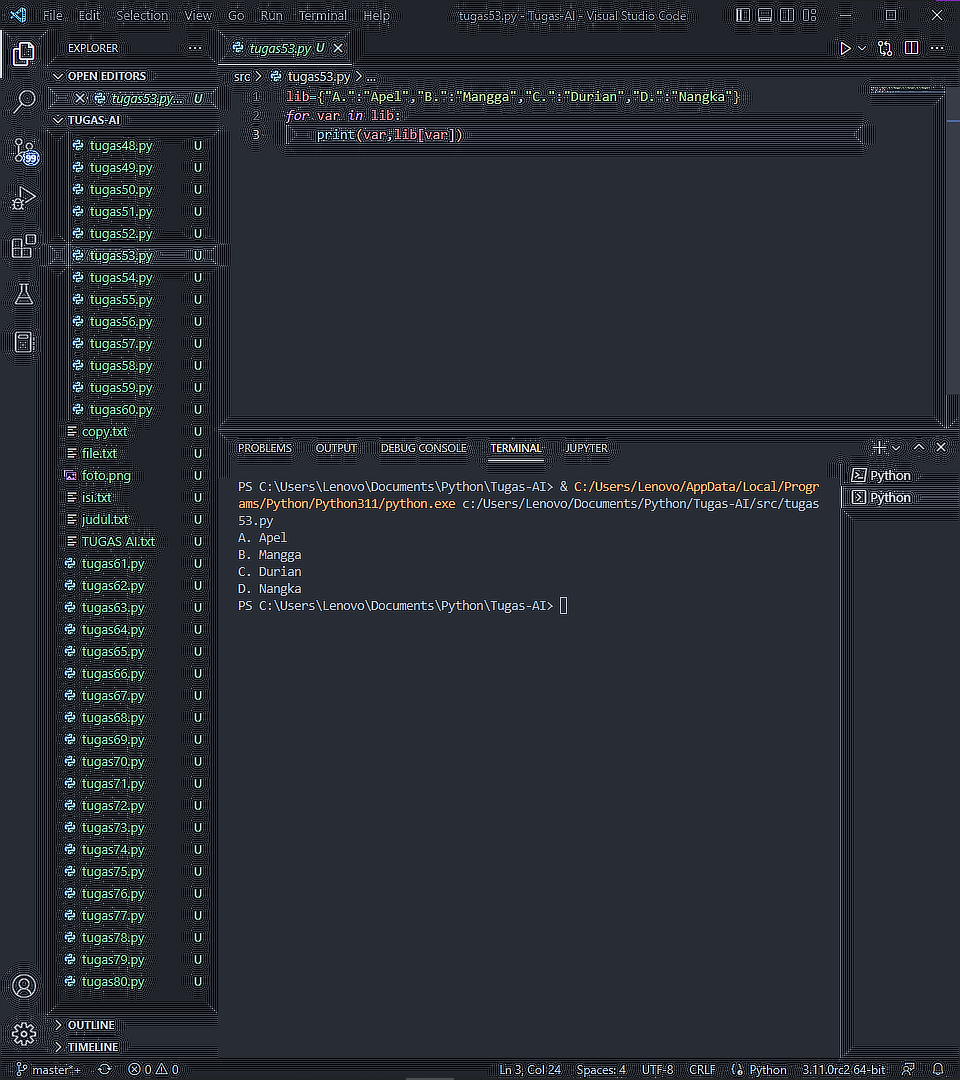 File Edit Selection View Go Run Terminal Help tugas53.py - Tugas-AI - Visual Studio Code
EXPLORER
tugas53.py U
OPEN EDITORS
tugas53.py... U
TUGAS-AI
src > tugas53.py > ...
1 lib={"A.":"Apel","B.":"Mangga","C.":"Durian","D.":"Nangka"}
2 for var in lib:
3 print(var,lib[var])
99
tugas48.py U
tugas49.py U
tugas50.py U
tugas51.py U
tugas52.py U
tugas53.py U
tugas54.py U
tugas55.py U
tugas56.py U
tugas57.py U
tugas58.py U
tugas59.py U
tugas60.py U
copy.txt U
file.txt U
foto.png U
isi.txt U
judul.txt U
TUGAS AI.txt U
tugas61.py U
tugas62.py U
tugas63.py U
tugas64.py U
tugas65.py U
tugas66.py U
tugas67.py U
tugas68.py U
tugas69.py U
tugas70.py U
tugas71.py U
tugas72.py U
tugas73.py U
tugas74.py U
tugas75.py U
tugas76.py U
tugas77.py U
tugas78.py U
tugas79.py U
tugas80.py U
OUTLINE
TIMELINE
PROBLEMS OUTPUT DEBUG CONSOLE TERMINAL JUPYTER
PS C:\Users\Lenovo\Documents\Python\Tugas-AI> & C:/Users/Lenovo/AppData/Local/Progr
ams/Python/Python311/python.exe c:/Users/Lenovo/Documents/Python/Tugas-AI/src/tugas
53.py
A. Apel
B. Mangga
C. Durian
D. Nangka
PS C:\Users\Lenovo\Documents\Python\Tugas-AI>
Python
Python
master*+ 0 0 Ln 3, Col 24 Spaces: 4 UTF-8 CRLF Python 3.11.0rc2 64-bit